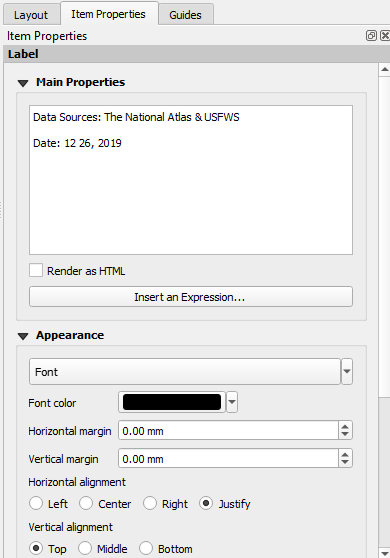 Layout Item Properties Guides
Item Properties
Label
Main Properties
Data Sources: The National Atlas & USFWS
Date: 12 26, 2019
Render as HTML
Insert an Expression...
Appearance
Font
Font color
Horizontal margin 0.00 mm
Vertical margin 0.00 mm
Horizontal alignment
Left Center Right Justify
Vertical alignment
Top Middle Bottom